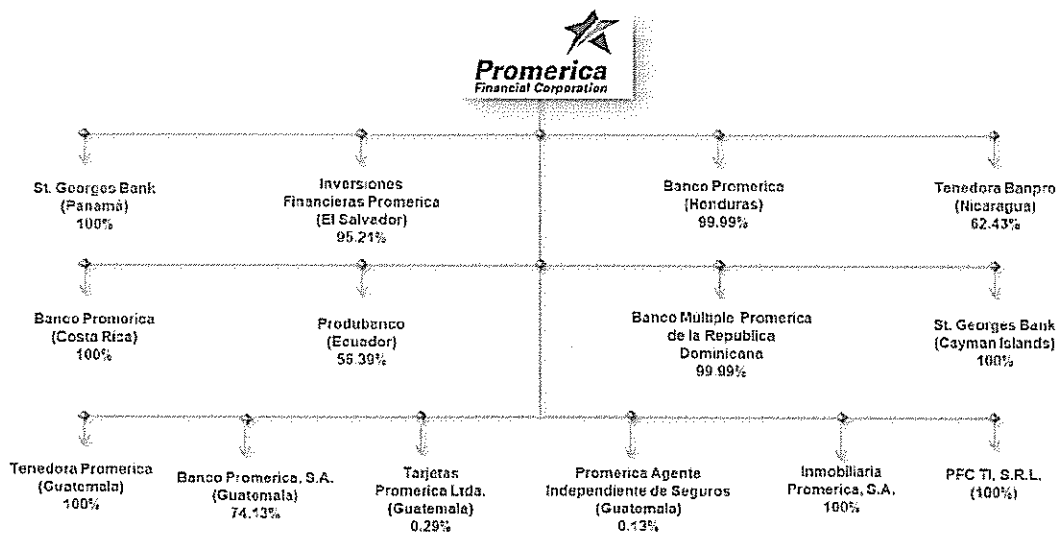 Promerica
Financial Corporation
St. Georges Bank
(Panamá)
100%
Inversiones
Financieras Promerica
(El Salvador)
95.21%
Banco Promerica
(Honduras)
99.99%
Tenedora Banpro
(Nicaragua)
62.43%
Banco Promerica
(Costa Rica)
100%
Produbanco
(Ecuador)
56.39%
Banco Múltiple Promerica
de la Republica
Dominicana
99.99%
St. Georges Bank
(Cayman Islands)
100%
Tenedora Promerica
(Guatemala)
100%
Banco Promerica, S.A.
(Guatemala)
74.13%
Tarjetas
Promerica Ltda.
(Guatemala)
0.29%
Promerica Agente
Independiente de Seguros
(Guatemala)
0.13%
Inmobiliaria
Promerica, S.A.
100%
PFC TI, S.R.L.
(100%)